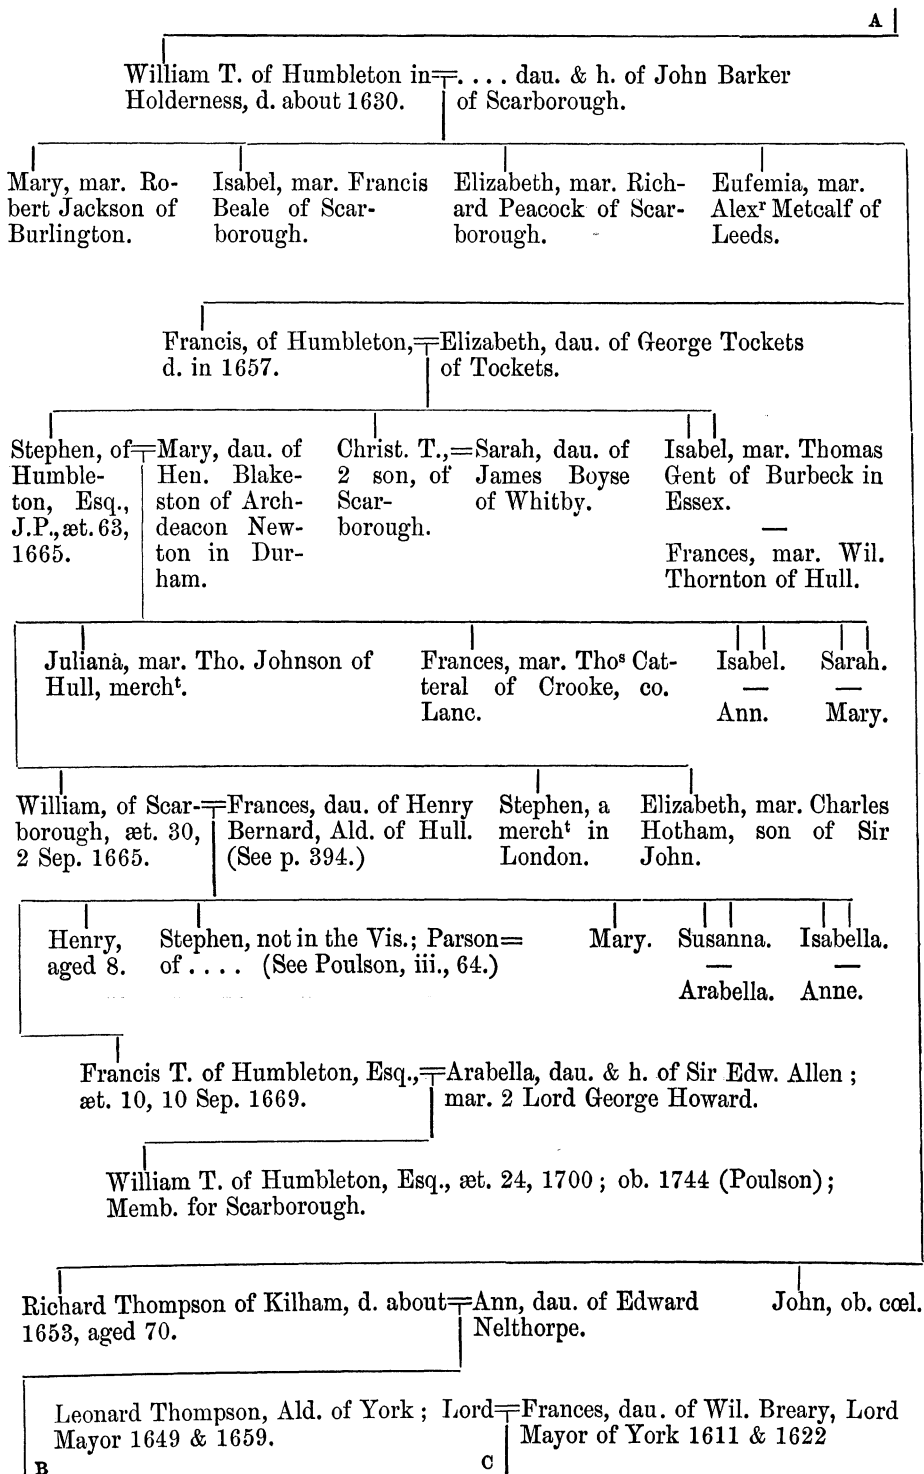 A
William T. of Humbleton in=.... dau. & h. of John Barker
Holderness, d. about 1630. of Scarborough.
Mary, mar. Ro-
bert Jackson of
Burlington.
Isabel, mar. Francis
Beale of Scar-
borough.
Elizabeth, mar. Rich-
ard Peacock of Scar-
borough.
Eufemia, mar.
Alexʳ Metcalf of
Leeds.
Francis, of Humbleton,=Elizabeth, dau. of George Tockets
d. in 1657. of Tockets.
Stephen, of=
Humble-
ton, Esq.,
J.P., æt. 63,
1665.
Mary, dau. of
Hen. Blake-
ston of Arch-
deacon New-
ton in Dur-
ham.
Christ. T.,=
2 son, of
Scar-
borough.
Sarah, dau. of
James Boyse
of Whitby.
Isabel, mar. Thomas
Gent of Burbeck in
Essex.
—
Frances, mar. Wil.
Thornton of Hull.
Juliana, mar. Tho. Johnson of
Hull, merchᵗ.
Frances, mar. Thoˢ Cat-
teral of Crooke, co.
Lanc.
Isabel.
—
Ann.
Sarah.
—
Mary.
William, of Scar-=
borough, æt. 30,
2 Sep. 1665.
Frances, dau. of Henry
Bernard, Ald. of Hull.
(See p. 394.)
Stephen, a
merchᵗ in
London.
Elizabeth, mar. Charles
Hotham, son of Sir
John.
Henry,
aged 8.
Stephen, not in the Vis.; Parson=
of .... (See Poulson, iii., 64.)
Mary.
Susanna.
—
Arabella.
Isabella.
—
Anne.
Francis T. of Humbleton, Esq.,=Arabella, dau. & h. of Sir Edw. Allen;
æt. 10, 10 Sep. 1669. mar. 2 Lord George Howard.
William T. of Humbleton, Esq., æt. 24, 1700; ob. 1744 (Poulson);
Memb. for Scarborough.
Richard Thompson of Kilham, d. about=Ann, dau. of Edward
1653, aged 70. Nelthorpe.
John, ob. cœl.
Leonard Thompson, Ald. of York; Lord=Frances, dau. of Wil. Breary, Lord
Mayor 1649 & 1659. Mayor of York 1611 & 1622
B C